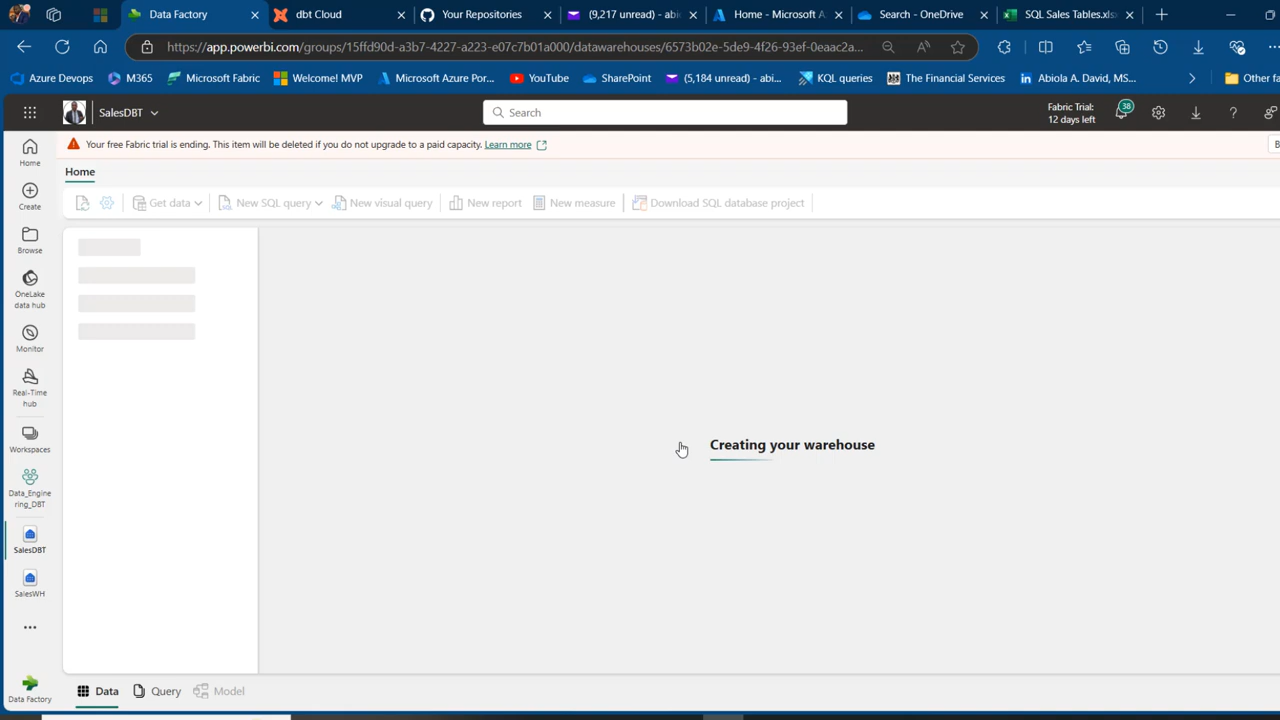 Data Factory
dbt Cloud
Your Repositories
(9,217 unread) - abi
Home - Microsoft A
Search - OneDrive
SQL Sales Tables.xls
https://app.powerbi.com/groups/15ffd90d-a3b7-4227-a223-e07c7b01a000/datawarehouses/6573b02e-5de9-4f26-93ef-0eaac2a...
Azure Devops
M365
Microsoft Fabric
Welcome! MVP
Microsoft Azure Por...
YouTube
SharePoint
(5,184 unread) - abi...
KQL queries
The Financial Services
Abiola A. David, MS...
Other fa
SalesDBT
Search
Fabric Trial:
12 days left
38
Your free Fabric trial is ending. This item will be deleted if you do not upgrade to a paid capacity. Learn more
B
Home
Get data
New SQL query
New visual query
New report
New measure
Download SQL database project
Home
Create
Browse
OneLake
data hub
Monitor
Real-Time
hub
Workspaces
Data_Engine
ring_DBT
SalesDBT
SalesWH
Data Factory
Creating your warehouse
Data
Query
Model